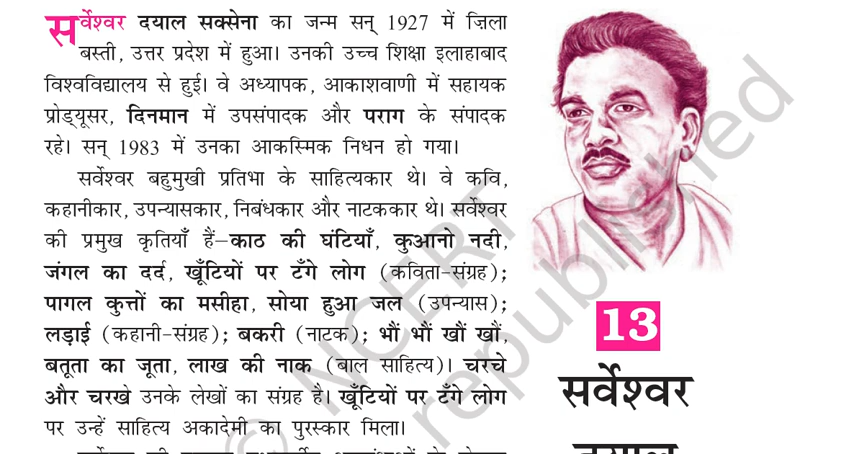 सर्वेश्वर दयाल सक्सेना का जन्म सन् 1927 में ज़िला
बस्ती, उत्तर प्रदेश में हुआ। उनकी उच्च शिक्षा इलाहाबाद
विश्वविद्यालय से हुई। वे अध्यापक, आकाशवाणी में सहायक
प्रोड्यूसर, दिनमान में उपसंपादक और पराग के संपादक
रहे। सन् 1983 में उनका आकस्मिक निधन हो गया।
सर्वेश्वर बहुमुखी प्रतिभा के साहित्यकार थे। वे कवि,
कहानीकार, उपन्यासकार, निबंधकार और नाटककार थे। सर्वेश्वर
की प्रमुख कृतियाँ हैं–काठ की घंटियाँ, कुआनो नदी,
जंगल का दर्द, खूँटियों पर टँगे लोग (कविता-संग्रह);
पागल कुत्तों का मसीहा, सोया हुआ जल (उपन्यास);
लड़ाई (कहानी-संग्रह); बकरी (नाटक); भौं भौं खौं खौं,
बतूता का जूता, लाख की नाक (बाल साहित्य)। चरचे
और चरखे उनके लेखों का संग्रह है। खूँटियों पर टँगे लोग
पर उन्हें साहित्य अकादेमी का पुरस्कार मिला।
13
सर्वेश्वर
दयाल
© NCERT
republished